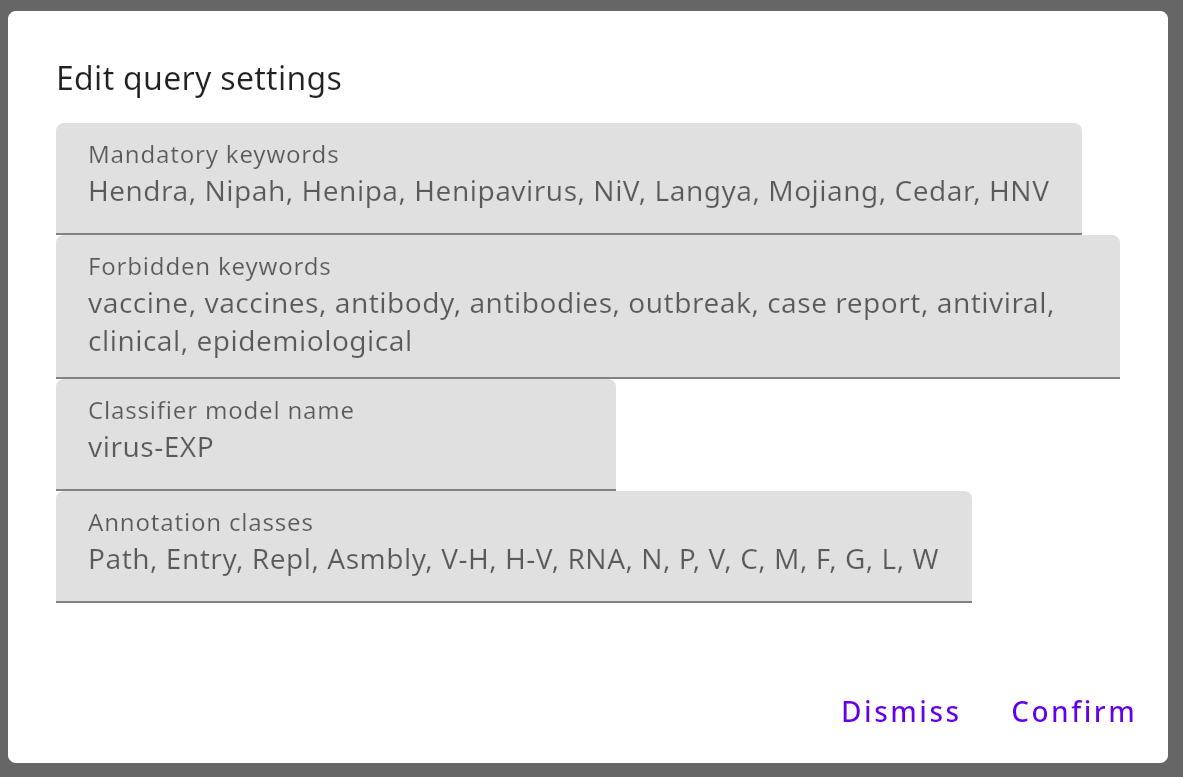 Edit query settings
Mandatory keywords
Hendra, Nipah, Henipa, Henipavirus, NiV, Langya, Mojiang, Cedar, HNV
Forbidden keywords
vaccine, vaccines, antibody, antibodies, outbreak, case report, antiviral,
clinical, epidemiological
Classifier model name
virus-EXP
Annotation classes
Path, Entry, Repl, Asmbly, V-H, H-V, RNA, N, P, V, C, M, F, G, L, W
Dismiss Confirm